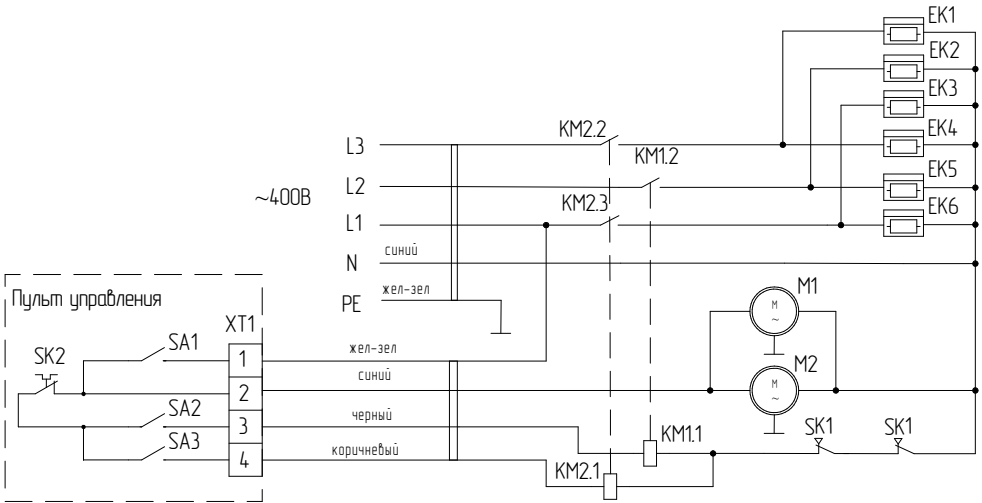 EK1
EK2
EK3
KM2.2
EK4
L3
KM1.2
EK5
L2
~400В
KM2.3
EK6
L1
синий
N
жел-зел
PE
Пульт управления
M1
M
~
XT1
SA1
1
жел-зел
SK2
M2
синий
2
M
~
SA2
3
черный
SK1
SK1
KM1.1
SA3
4
коричневый
KM2.1